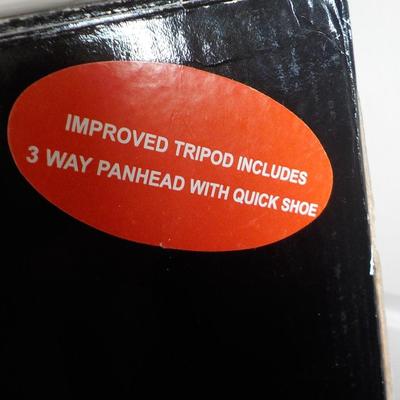 IMPROVED TRIPOD INCLUDES
3 WAY PANHEAD WITH QUICK SHOE